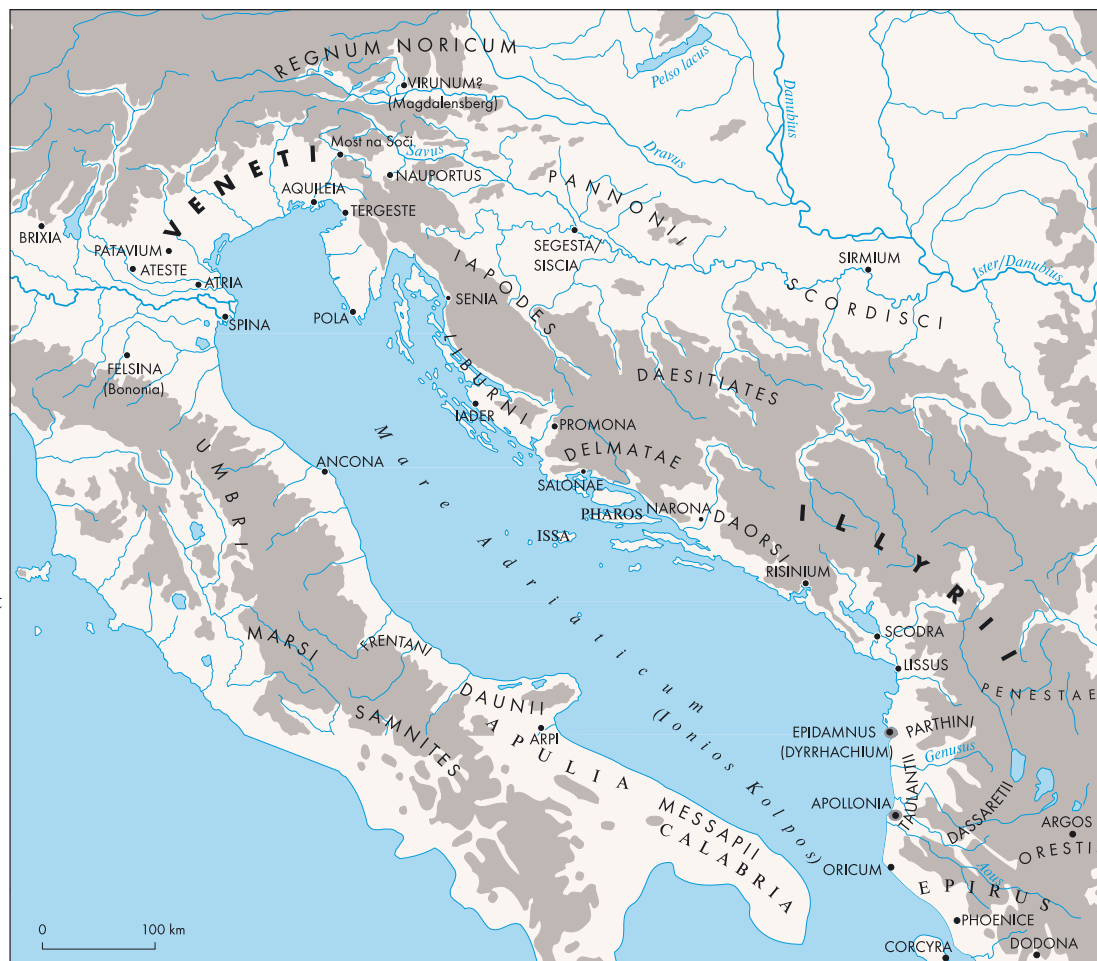 REGNUM NORICUM
Pelso lacus
VIRUNUM?
(Magdalensberg)
Danubius
Most na Soči
Savus
Dravus
VENETI
NAUPORTUS
PANNONII
AQUILEIA
TERGESTE
BRIXIA
PATAVIUM
ATESTE
SEGESTA/
SISCIA
SIRMIUM
Ister/Danubius
ATRIA
IAPODES
SENIA
SCORDISCI
SPINA
POLA
FELSINA
(Bononia)
LIBURNI
DAESITIATES
IADER
PROMONA
UMBRI
DELMATAE
ANCONA
SALONAE
Mare Adriaticum
(Ionios Kolpos)
PHAROS
NARONA
ISSA
DAORSI
ILLYRII
RISINIUM
MARSI
FRENTANI
SCODRA
LISSUS
DAUNII
PENESTAE
SAMNITES
APULIA
ARPI
EPIDAMNUS
(DYRRHACHIUM)
PARTHINI
Genusus
TAULANTII
MESSAPII
CALABRIA
APOLLONIA
DASSARETII
ARGOS
ORESTI
ORICUM
Aous
EPIRUS
PHOENICE
CORCYRA
DODONA
0 100 km
t